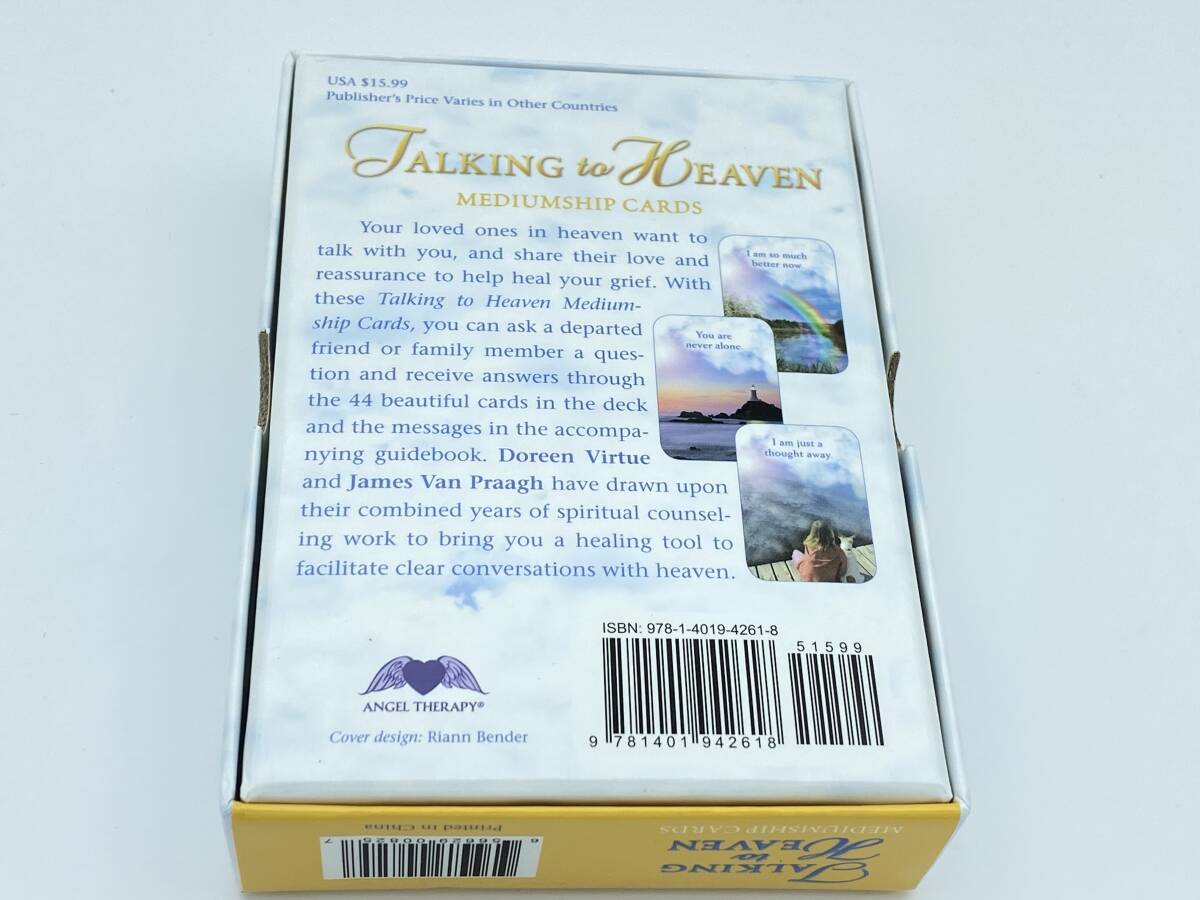 USA $15.99
Publisher's Price Varies in Other Countries
TALKING to HEAVEN
MEDIUMSHIP CARDS
Your loved ones in heaven want to
talk with you, and share their love and
reassurance to help heal your grief. With
these Talking to Heaven Medium-
ship Cards, you can ask a departed
friend or family member a ques-
tion and receive answers through
the 44 beautiful cards in the deck
and the messages in the accompa-
nying guidebook. Doreen Virtue
and James Van Praagh have drawn upon
their combined years of spiritual counsel-
ing work to bring you a healing tool to
facilitate clear conversations with heaven.
I am so much
better now.
You are
never alone.
I am just a
thought away.
ANGEL THERAPY®
Cover design: Riann Bender
ISBN: 978-1-4019-4261-8
51599
9 781401 942618
TALKING
to
HEAVEN
MEDIUMSHIP CARDS
6 56629 00825 7
Printed in China